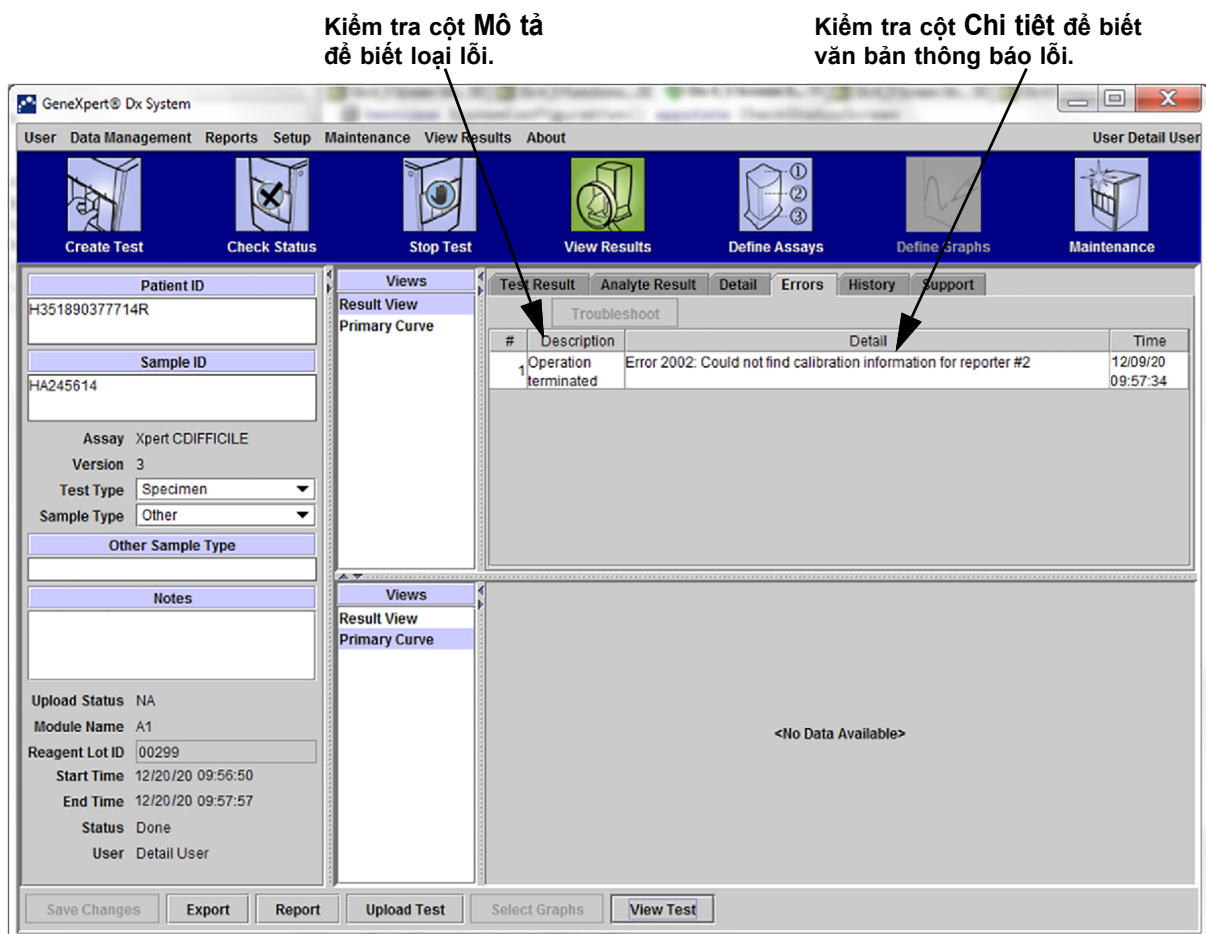 Kiểm tra cột Mô tả
để biết loại lỗi.
Kiểm tra cột Chi tiết để biết
văn bản thông báo lỗi.
GeneXpert® Dx System
User Data Management Reports Setup Maintenance View Results About
User Detail User
Create Test
Check Status
Stop Test
View Results
Define Assays
Define Graphs
Maintenance
Patient ID
H351890377714R
Sample ID
HA245614
Assay Xpert CDIFFICILE
Version 3
Test Type Specimen
Sample Type Other
Other Sample Type
Notes
Upload Status NA
Module Name A1
Reagent Lot ID 00299
Start Time 12/20/20 09:56:50
End Time 12/20/20 09:57:57
Status Done
User Detail User
Views
Result View
Primary Curve
Test Result Analyte Result Detail Errors History Support
Troubleshoot
# Description Detail Time
1 Operation terminated Error 2002: Could not find calibration information for reporter #2 12/09/20 09:57:34
Views
Result View
Primary Curve
<No Data Available>
Save Changes Export Report Upload Test Select Graphs View Test